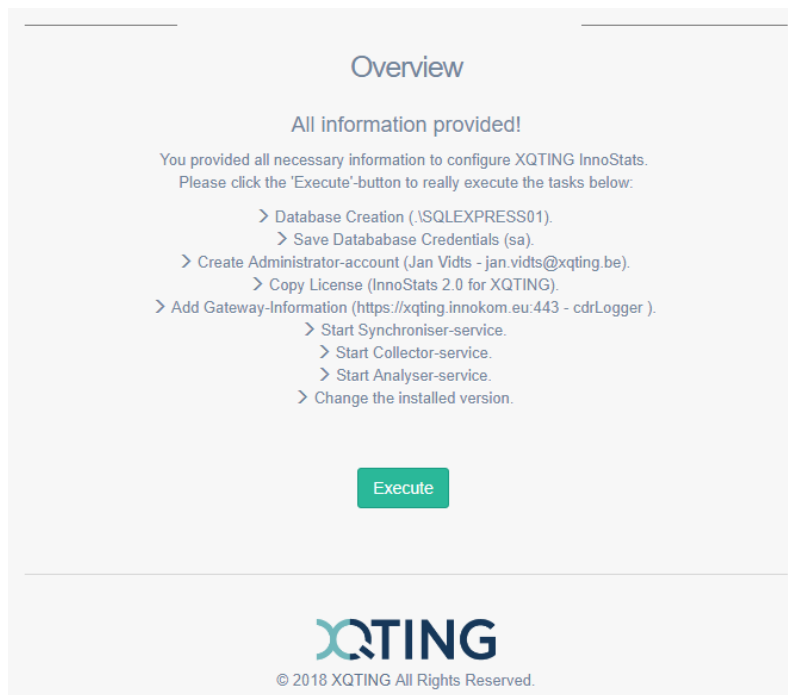 Overview
All information provided!
You provided all necessary information to configure XQTING InnoStats.
Please click the 'Execute'-button to really execute the tasks below:
> Database Creation (.\SQLEXPRESS01).
> Save Datababase Credentials (sa).
> Create Administrator-account (Jan Vidts - jan.vidts@xqting.be).
> Copy License (InnoStats 2.0 for XQTING).
> Add Gateway-Information (https://xqting.innokom.eu:443 - cdrLogger ).
> Start Synchroniser-service.
> Start Collector-service.
> Start Analyser-service.
> Change the installed version.
Execute
XQTING
© 2018 XQTING All Rights Reserved.